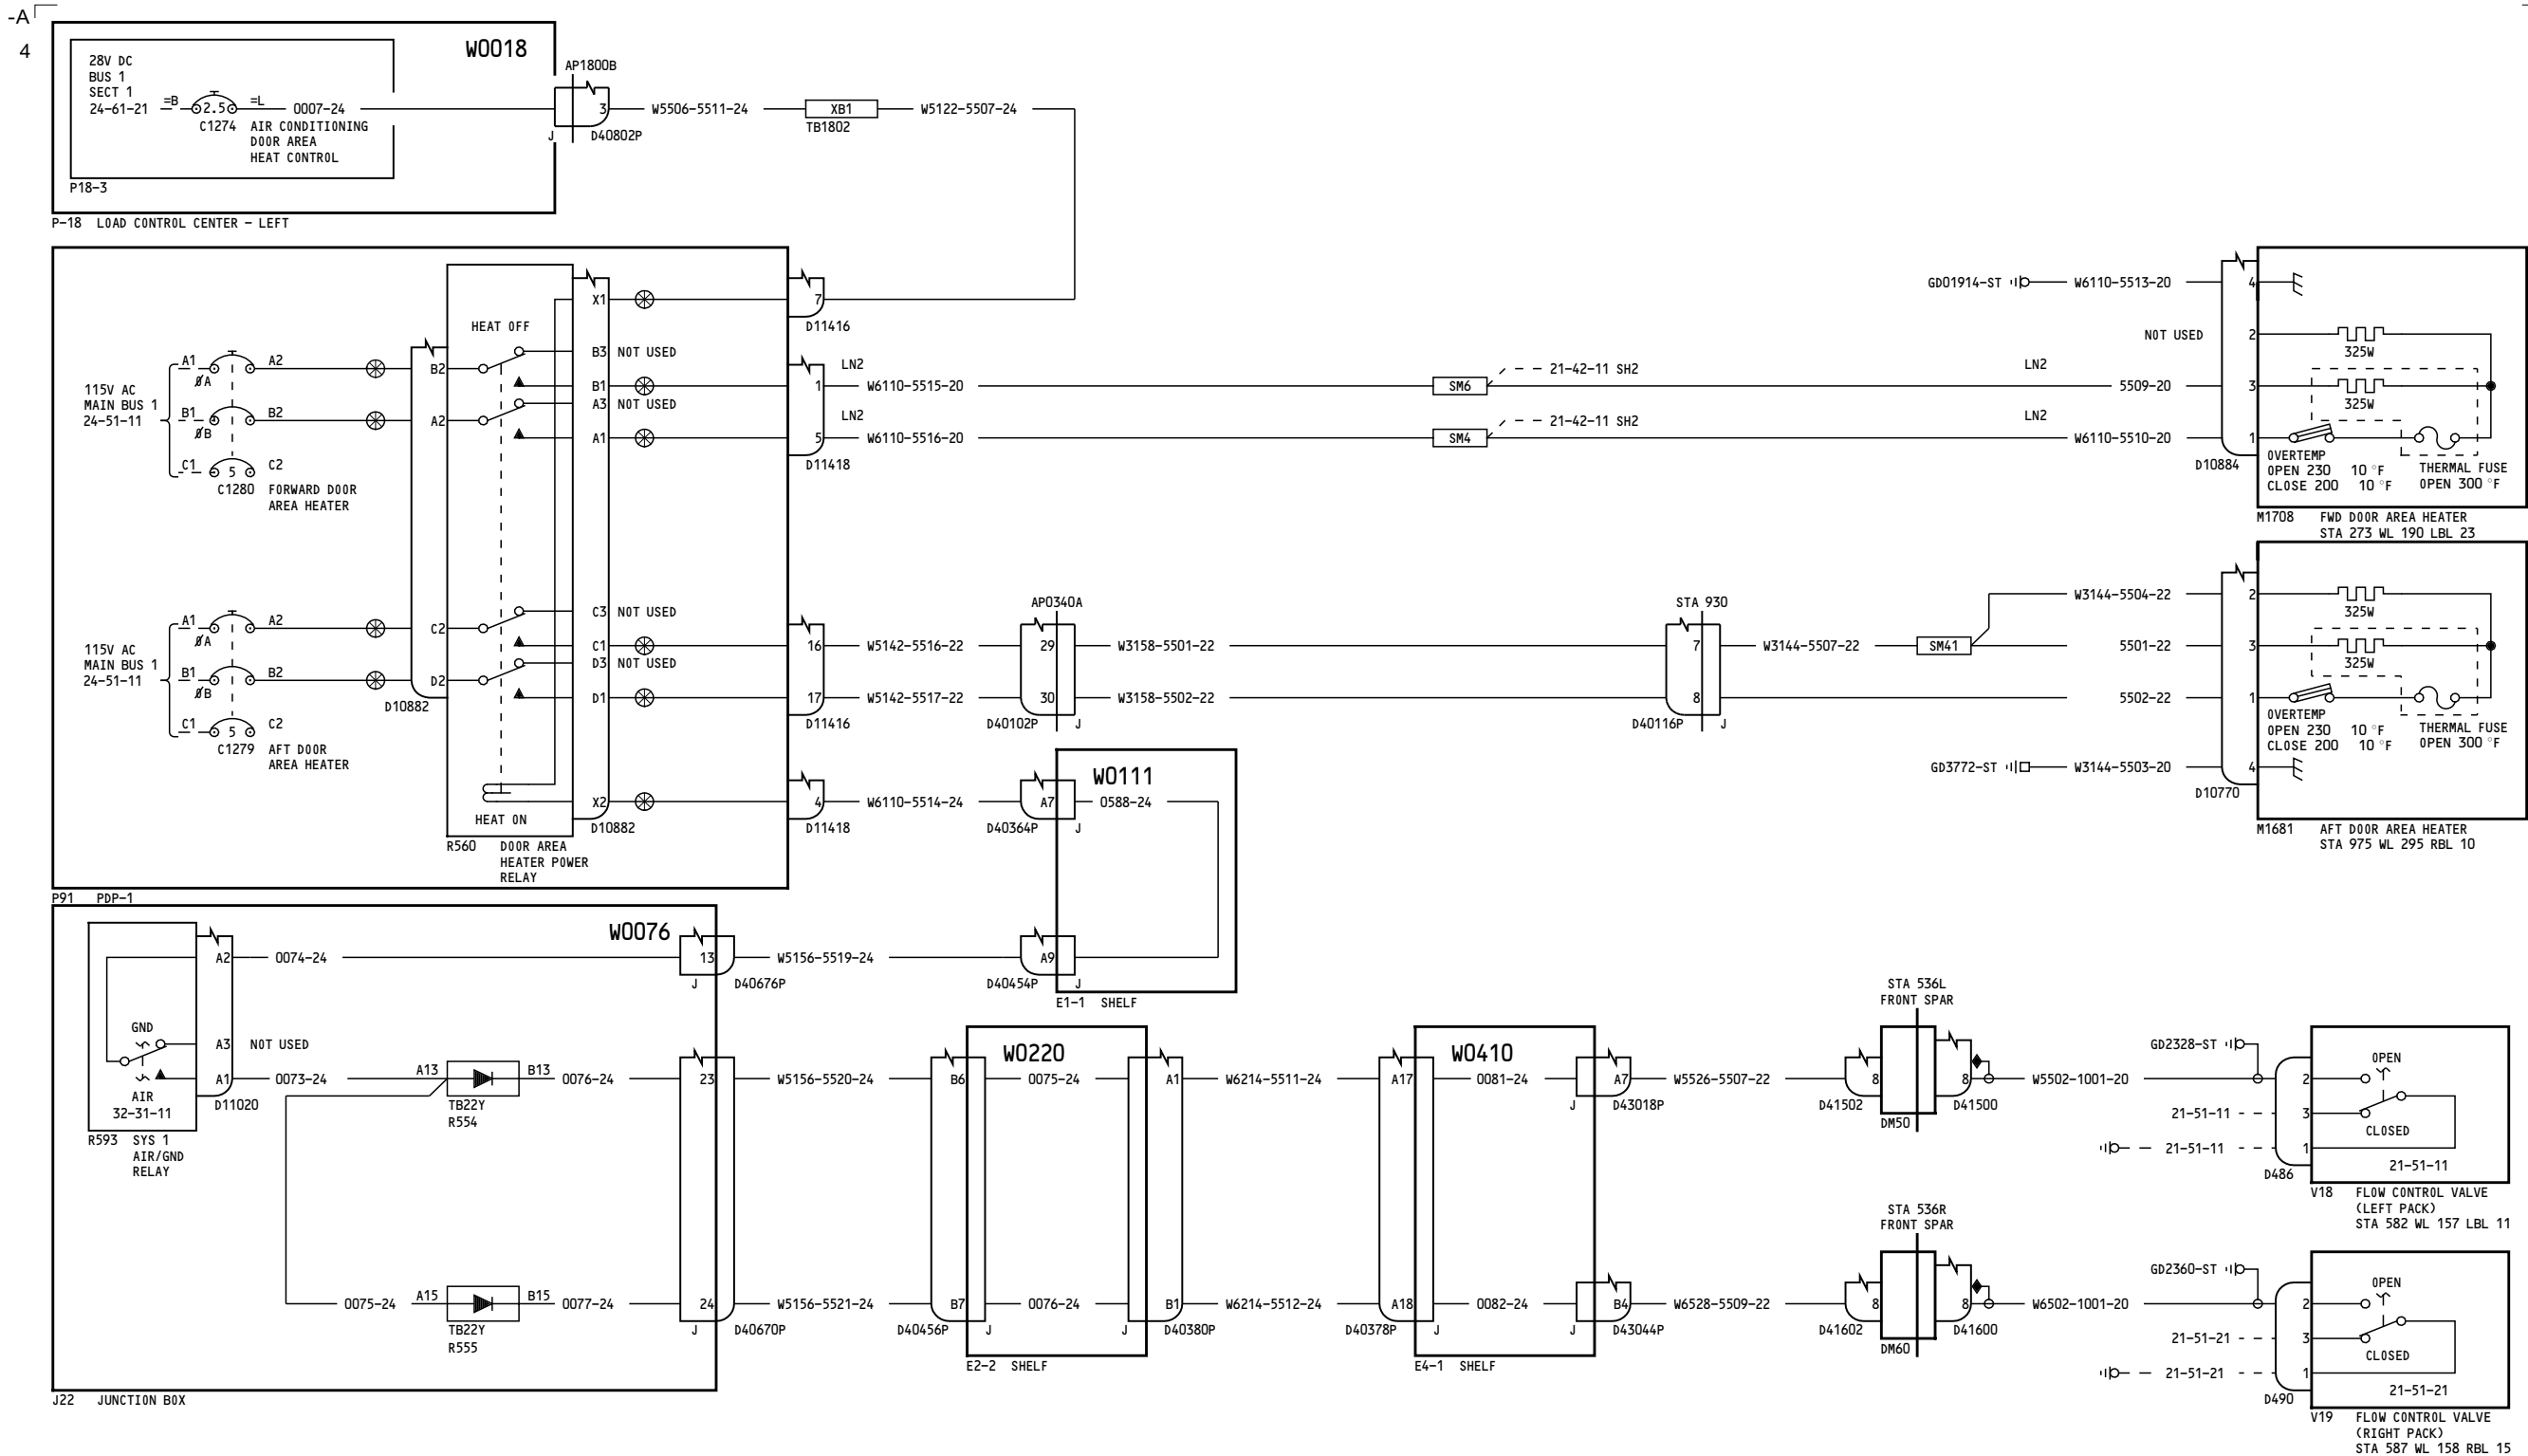 -A
4
W0018
28V DC
BUS 1
SECT 1
24-61-21
=B
2.5
=L
0007-24
C1274
AIR CONDITIONING
DOOR AREA
HEAT CONTROL
P18-3
P-18 LOAD CONTROL CENTER - LEFT
AP1800B
3
J
D40802P
W5506-5511-24
XB1
TB1802
W5122-5507-24
X1
7
D11416
HEAT OFF
B3 NOT USED
115V AC
MAIN BUS 1
24-51-11
A1
ØA
A2
B2
B1
1
LN2
W6110-5515-20
SM6
21-42-11 SH2
LN2
5509-20
B1
ØB
B2
A2
A3 NOT USED
A1
5
LN2
W6110-5516-20
SM4
21-42-11 SH2
LN2
W6110-5510-20
D11418
C1
5
C2
C1280 FORWARD DOOR
AREA HEATER
GD01914-ST
W6110-5513-20
4
NOT USED
2
325W
3
325W
1
D10884
OVERTEMP
OPEN 230 10 °F
CLOSE 200 10 °F
THERMAL FUSE
OPEN 300 °F
M1708 FWD DOOR AREA HEATER
STA 273 WL 190 LBL 23
115V AC
MAIN BUS 1
24-51-11
A1
ØA
A2
C2
C3 NOT USED
C1
16
W5142-5516-22
AP0340A
29
W3158-5501-22
STA 930
7
W3144-5507-22
SM41
W3144-5504-22
5501-22
B1
ØB
B2
D2
D10882
D3 NOT USED
D1
17
D11416
W5142-5517-22
30
D40102P
J
W3158-5502-22
8
D40116P
J
5502-22
C1
5
C2
C1279 AFT DOOR
AREA HEATER
2
325W
3
325W
1
OVERTEMP
OPEN 230 10 °F
CLOSE 200 10 °F
THERMAL FUSE
OPEN 300 °F
GD3772-ST
W3144-5503-20
4
D10770
M1681 AFT DOOR AREA HEATER
STA 975 WL 295 RBL 10
X2
HEAT ON
D10882
4
D11418
W6110-5514-24
R560 DOOR AREA
HEATER POWER
RELAY
P91 PDP-1
W0111
A7
0588-24
D40364P
J
A9
D40454P
J
E1-1 SHELF
W0076
A2
0074-24
13
J
D40676P
W5156-5519-24
GND
A3 NOT USED
A1
0073-24
AIR
32-31-11
D11020
R593 SYS 1
AIR/GND
RELAY
A13
B13
TB22Y
R554
0076-24
23
W5156-5520-24
0075-24
A15
B15
TB22Y
R555
0077-24
24
J
D40670P
W5156-5521-24
J22 JUNCTION BOX
W0220
B6
0075-24
A1
W6214-5511-24
B7
0076-24
B1
W6214-5512-24
D40456P
J
J
D40380P
E2-2 SHELF
W0410
A17
0081-24
A7
J
D43018P
W5526-5507-22
A18
0082-24
B4
D40378P
J
J
D43044P
W6528-5509-22
E4-1 SHELF
STA 536L
FRONT SPAR
8
8
D41502
D41500
DM50
W5502-1001-20
GD2328-ST
2
OPEN
21-51-11
3
CLOSED
21-51-11
1
21-51-11
D486
V18 FLOW CONTROL VALVE
(LEFT PACK)
STA 582 WL 157 LBL 11
STA 536R
FRONT SPAR
8
8
D41602
D41600
DM60
W6502-1001-20
GD2360-ST
2
OPEN
21-51-21
3
CLOSED
21-51-21
1
21-51-21
D490
V19 FLOW CONTROL VALVE
(RIGHT PACK)
STA 587 WL 158 RBL 15